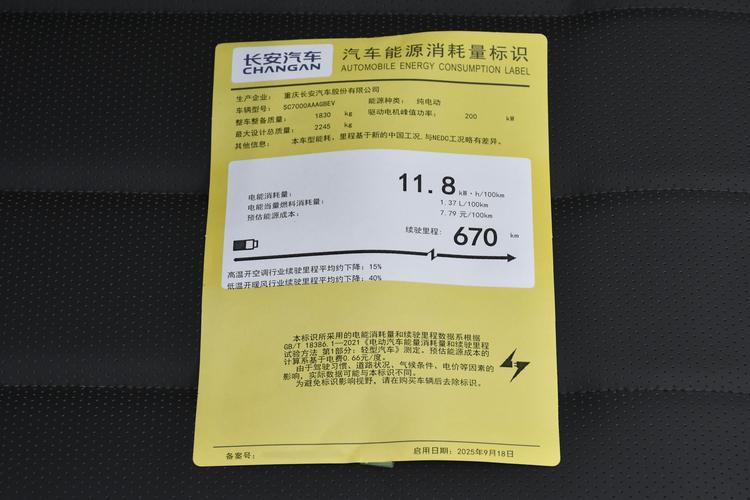 长安汽车
CHANGAN
汽车能源消耗量标识
AUTOMOBILE ENERGY CONSUMPTION LABEL
生产企业: 重庆长安汽车股份有限公司
车辆型号: SC7000AAAGBEV 能源种类: 纯电动
整车整备质量: 1830 kg 驱动电机峰值功率: 200 kW
最大设计总质量: 2245 kg
其他信息: 本车型能耗,里程基于新的中国工况,与NEDC工况略有差异。
电能消耗量: 11.8 kW·h/100km
电能当量燃料消耗量: 1.37 L/100km
预估能源成本: 7.79 元/100km
续驶里程: 670 km
高温开空调行业续驶里程平均约下降: 15%
低温开暖风行业续驶里程平均约下降: 40%
本标识所采用的电能消耗量和续驶里程数据系根据
GB/T 18386.1—2021《电动汽车能量消耗量和续驶里程
试验方法 第1部分: 轻型汽车》测定。预估能源成本的
计算系基于电费0.66元/度。
由于驾驶习惯、道路状况、气候条件、电价等因素的
影响,实际数据可能与本标识不同。
为避免标识影响视野,请在购买车辆后去除标识。
备案号:
启用日期: 2025年9月18日